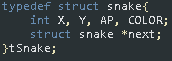 typedef struct snake{
int X, Y, AP, COLOR;
struct snake *next;
}tSnake;